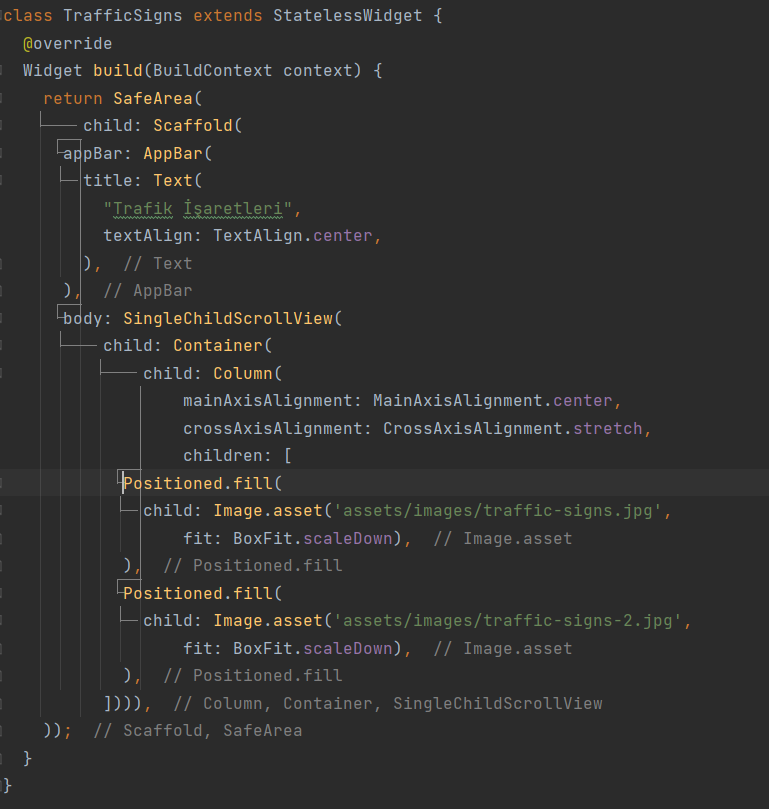 class TrafficSigns extends StatelessWidget {
  @override
  Widget build(BuildContext context) {
    return SafeArea(
        child: Scaffold(
      appBar: AppBar(
        title: Text(
          "Trafik İşaretleri",
          textAlign: TextAlign.center,
        ),  // Text
      ),  // AppBar
      body: SingleChildScrollView(
          child: Container(
              child: Column(
                  mainAxisAlignment: MainAxisAlignment.center,
                  crossAxisAlignment: CrossAxisAlignment.stretch,
                  children: [
            Positioned.fill(
              child: Image.asset('assets/images/traffic-signs.jpg',
                  fit: BoxFit.scaleDown),  // Image.asset
            ),  // Positioned.fill
            Positioned.fill(
              child: Image.asset('assets/images/traffic-signs-2.jpg',
                  fit: BoxFit.scaleDown),  // Image.asset
            ),  // Positioned.fill
          ]))),  // Column, Container, SingleChildScrollView
    ));  // Scaffold, SafeArea
  }
}